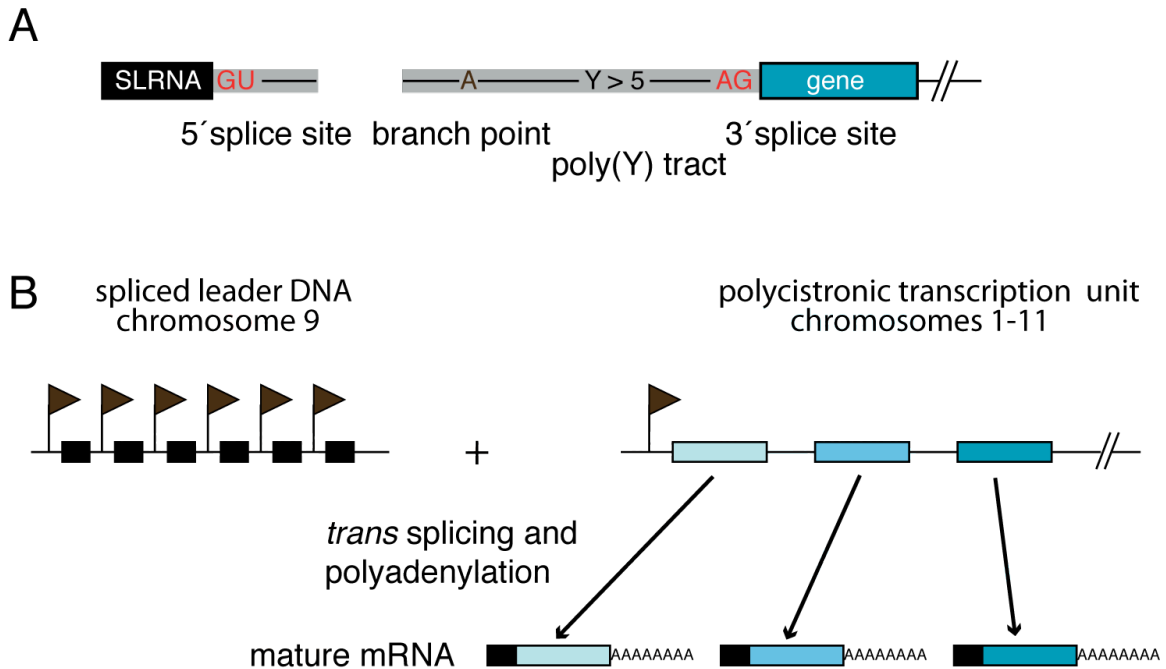 A
SLRNA GU A Y > 5 AG gene
5´splice site branch point 3´splice site
poly(Y) tract
B
spliced leader DNA
chromosome 9
polycistronic transcription unit
chromosomes 1-11
+
trans splicing and
polyadenylation
mature mRNA AAAAAAAA AAAAAAAA AAAAAAAA